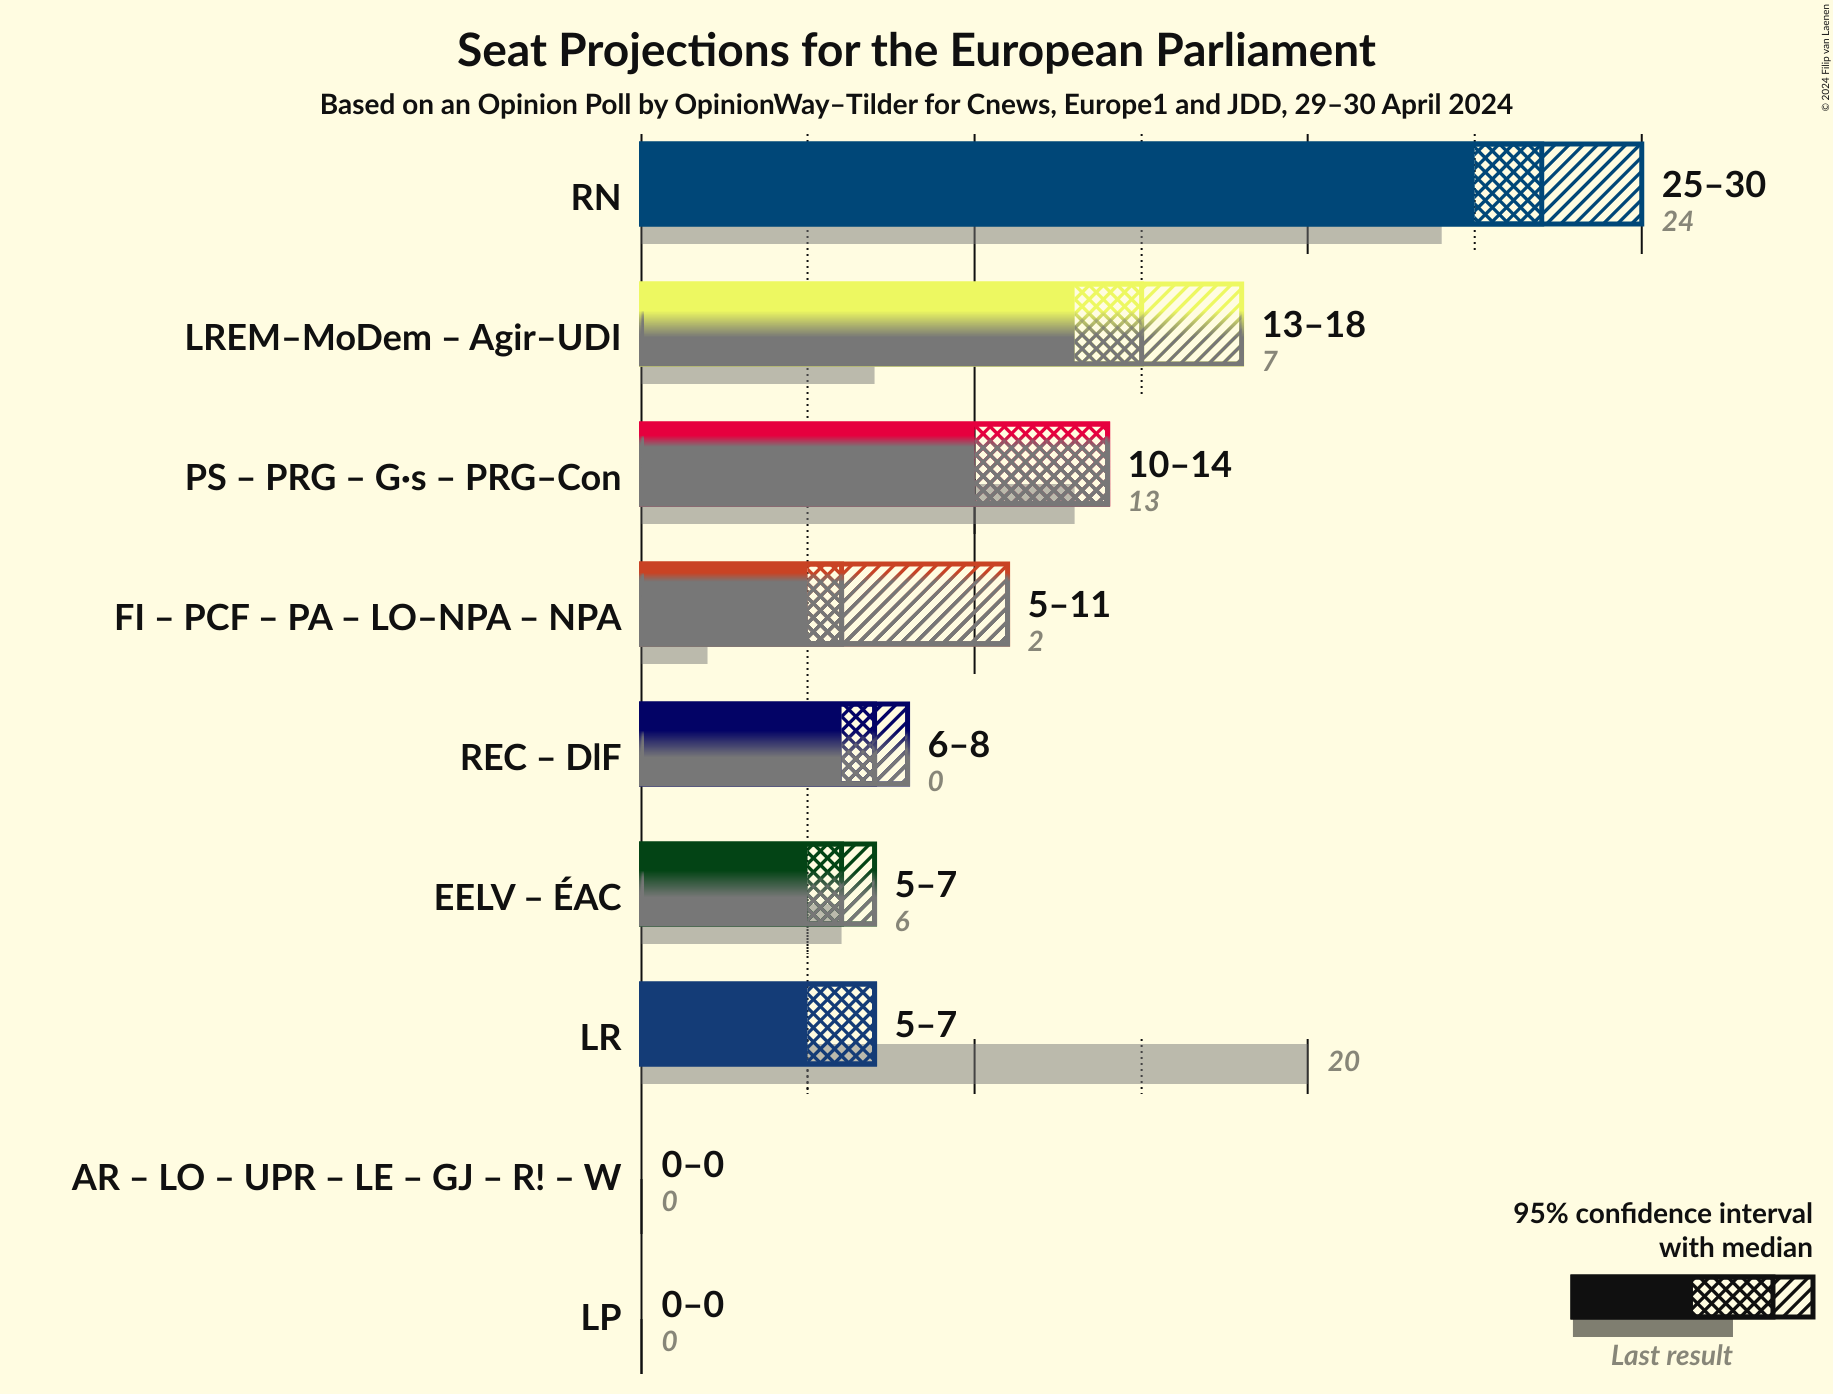 Seat Projections for the European Parliament
Based on an Opinion Poll by OpinionWay–Tilder for Cnews, Europe1 and JDD, 29–30 April 2024
© 2024 Filip van Laenen
RN
25–30
24
LREM–MoDem – Agir–UDI
13–18
7
PS – PRG – G·s – PRG–Con
10–14
13
FI – PCF – PA – LO–NPA – NPA
5–11
2
REC – DlF
6–8
0
EELV – ÉAC
5–7
6
LR
5–7
20
AR – LO – UPR – LE – GJ – R! – W
0–0
0
LP
0–0
0
95% confidence interval
with median
Last result